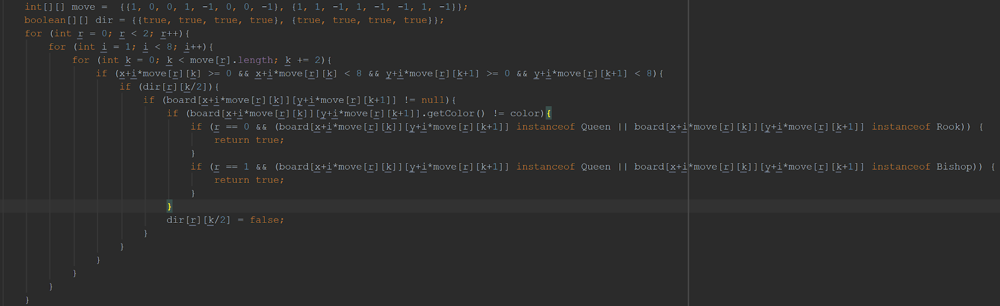 int[][] move =  {{1, 0, 0, 1, -1, 0, 0, -1}, {1, 1, -1, 1, -1, -1, 1, -1}};
boolean[][] dir = {{true, true, true, true}, {true, true, true, true}};
for (int r = 0; r < 2; r++){
    for (int i = 1; i < 8; i++){
        for (int k = 0; k < move[r].length; k += 2){
            if (x+i*move[r][k] >= 0 && x+i*move[r][k] < 8 && y+i*move[r][k+1] >= 0 && y+i*move[r][k+1] < 8){
                if (dir[r][k/2]){
                    if (board[x+i*move[r][k]][y+i*move[r][k+1]] != null){
                        if (board[x+i*move[r][k]][y+i*move[r][k+1]].getColor() != color){
                            if (r == 0 && (board[x+i*move[r][k]][y+i*move[r][k+1]] instanceof Queen || board[x+i*move[r][k]][y+i*move[r][k+1]] instanceof Rook)) {
                                return true;
                            }
                            if (r == 1 && (board[x+i*move[r][k]][y+i*move[r][k+1]] instanceof Queen || board[x+i*move[r][k]][y+i*move[r][k+1]] instanceof Bishop)) {
                                return true;
                            }
                        }
                        dir[r][k/2] = false;
                    }
                }
            }
        }
    }
}